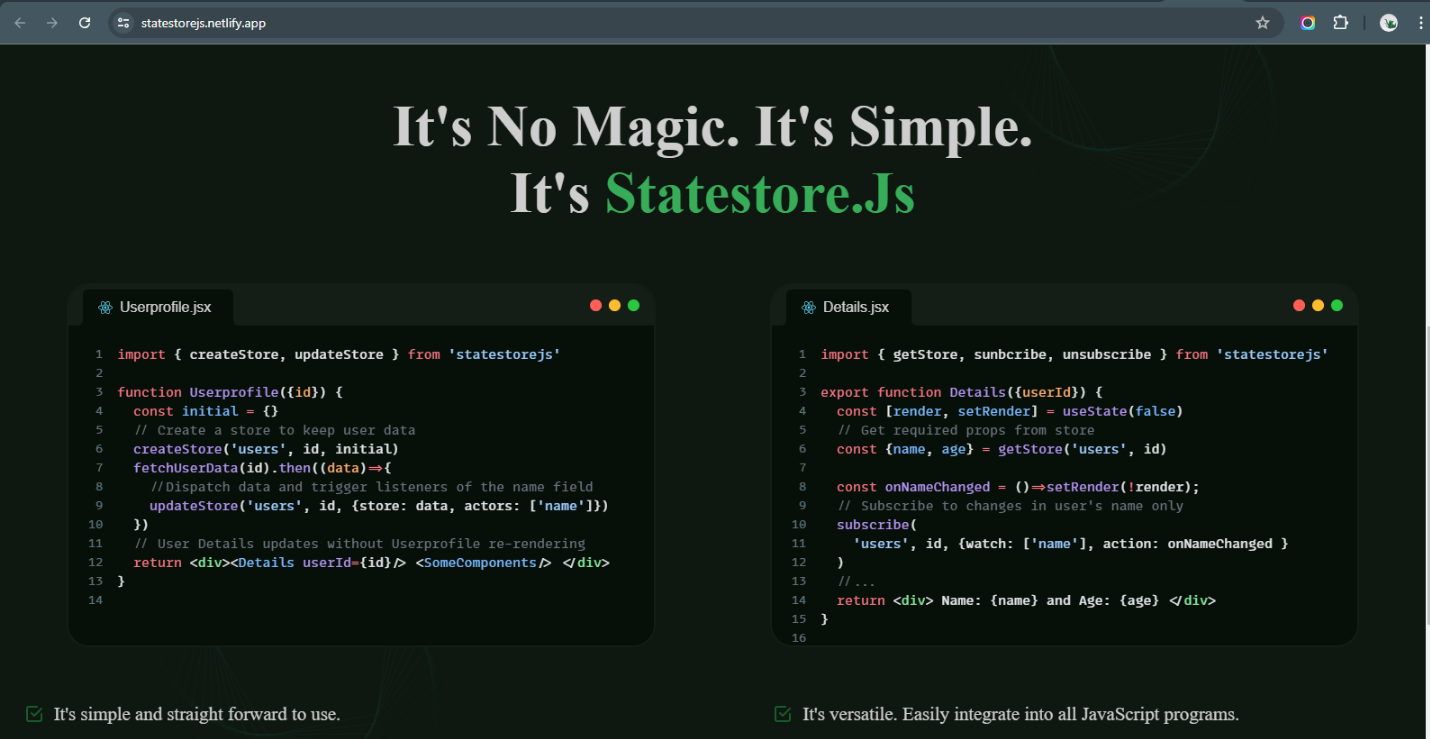 statestorejs.netlify.app
It's No Magic. It's Simple.
It's Statestore.Js
Userprofile.jsx
1 import { createStore, updateStore } from 'statestorejs'
2
3 function Userprofile({id}) {
4 const initial = {}
5 // Create a store to keep user data
6 createStore('users', id, initial)
7 fetchUserData(id).then((data)=>{
8 //Dispatch data and trigger listeners of the name field
9 updateStore('users', id, {store: data, actors: ['name']})
10 })
11 // User Details updates without Userprofile re-rendering
12 return <div><Details userId={id}/> <SomeComponents/> </div>
13 }
14
Details.jsx
1 import { getStore, sunbcribe, unsubscribe } from 'statestorejs'
2
3 export function Details({userId}) {
4 const [render, setRender] = useState(false)
5 // Get required props from store
6 const {name, age} = getStore('users', id)
7
8 const onNameChanged = ()=>setRender(!render);
9 // Subscribe to changes in user's name only
10 subscribe(
11 'users', id, {watch: ['name'], action: onNameChanged }
12 )
13 //...
14 return <div> Name: {name} and Age: {age} </div>
15 }
16
It's simple and straight forward to use.
It's versatile. Easily integrate into all JavaScript programs.